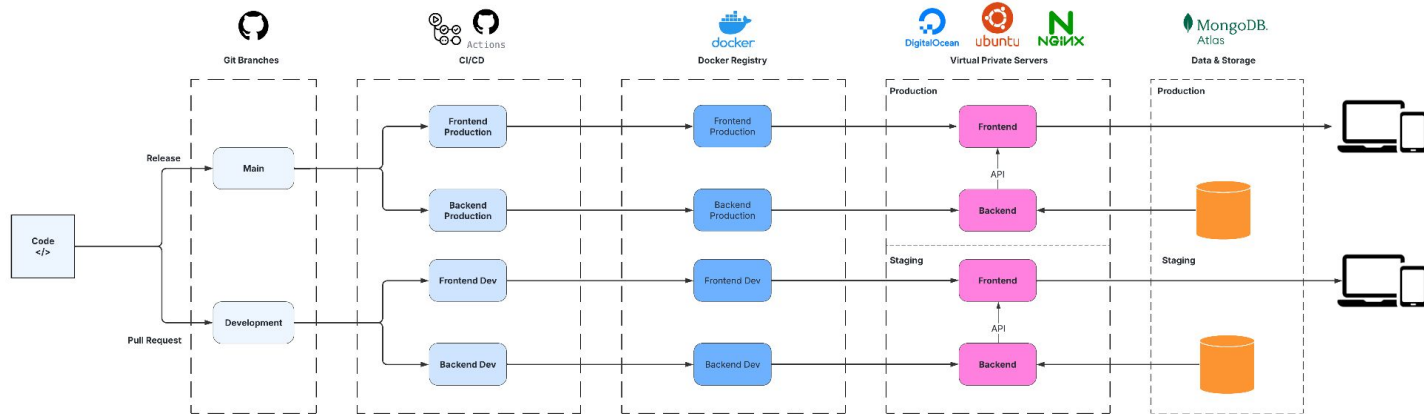 Actions
docker
DigitalOcean
ubuntu
NGINX
MongoDB.
Atlas
Git Branches
CI/CD
Docker Registry
Virtual Private Servers
Data & Storage
Production
Production
Frontend
Production
Frontend
Production
Frontend
Release
Main
API
Backend
Production
Backend
Production
Backend
Code
</>
Staging
Staging
Frontend Dev
Frontend Dev
Frontend
Development
API
Pull Request
Backend Dev
Backend Dev
Backend